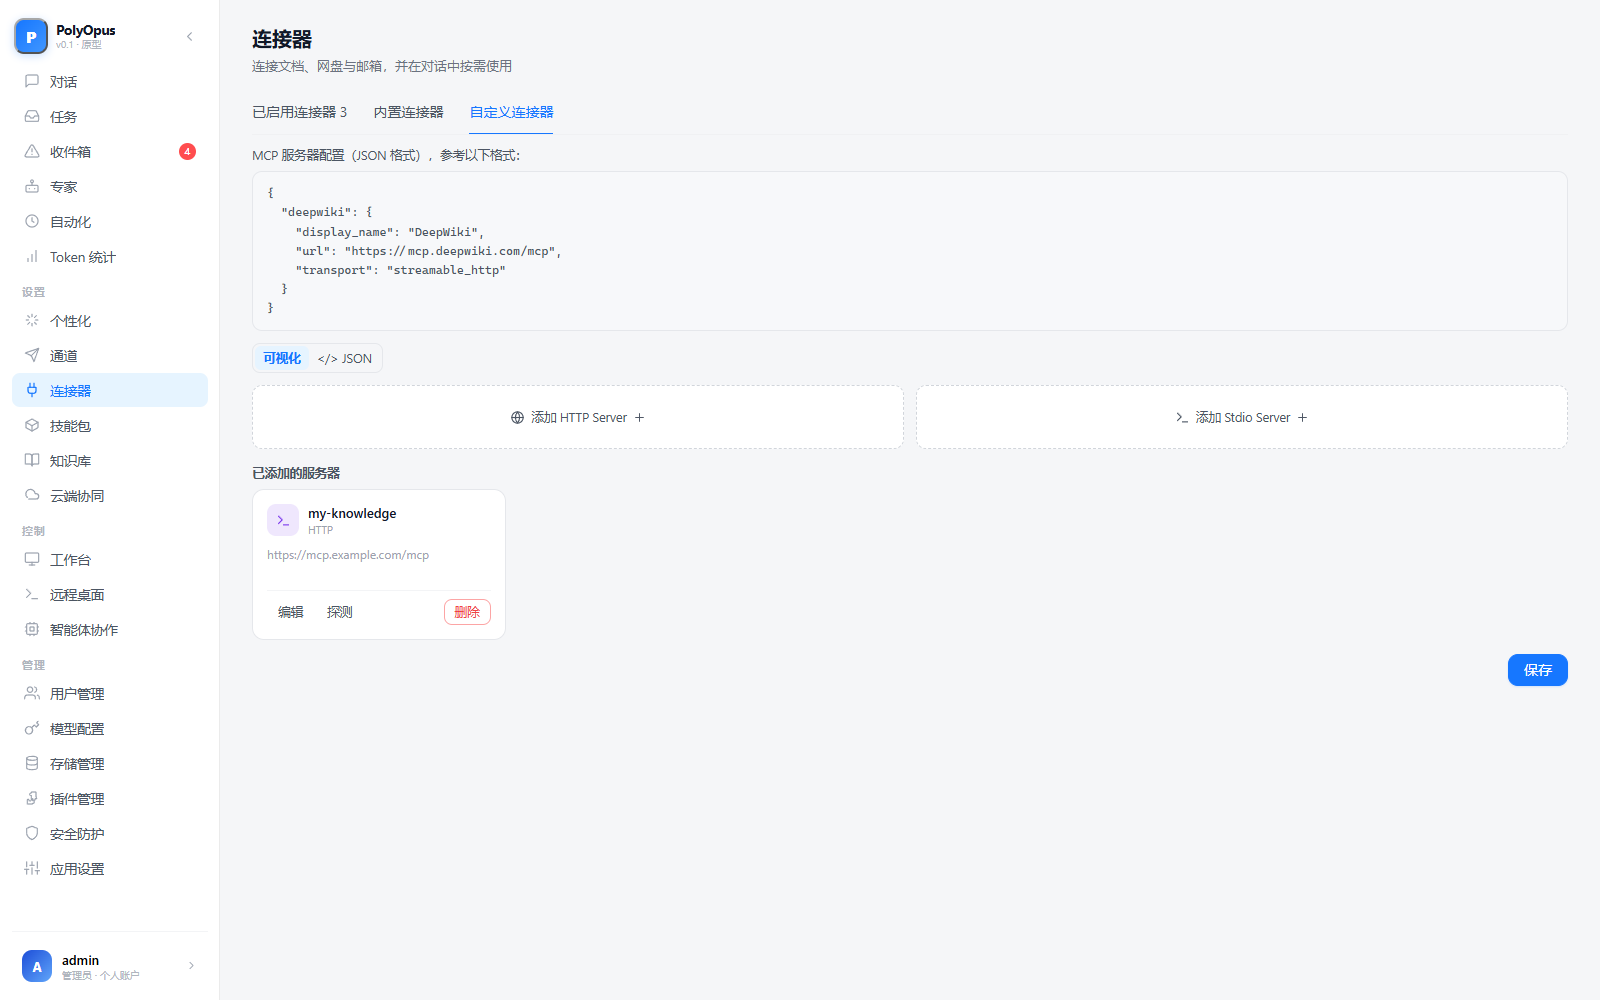 P
PolyOpus
v0.1 · 原型
对话
任务
收件箱
4
专家
自动化
Token 统计
设置
个性化
通道
连接器
技能包
知识库
云端协同
控制
工作台
远程桌面
智能体协作
管理
用户管理
模型配置
存储管理
插件管理
安全防护
应用设置
A
admin
管理员 · 个人账户
连接器
连接文档、网盘与邮箱，并在对话中按需使用
已启用连接器 3
内置连接器
自定义连接器
MCP 服务器配置（JSON 格式），参考以下格式：
{
"deepwiki": {
"display_name": "DeepWiki",
"url": "https://mcp.deepwiki.com/mcp",
"transport": "streamable_http"
}
}
可视化
</> JSON
添加 HTTP Server +
>_ 添加 Stdio Server +
已添加的服务器
>_
my-knowledge
HTTP
https://mcp.example.com/mcp
编辑
探测
删除
保存